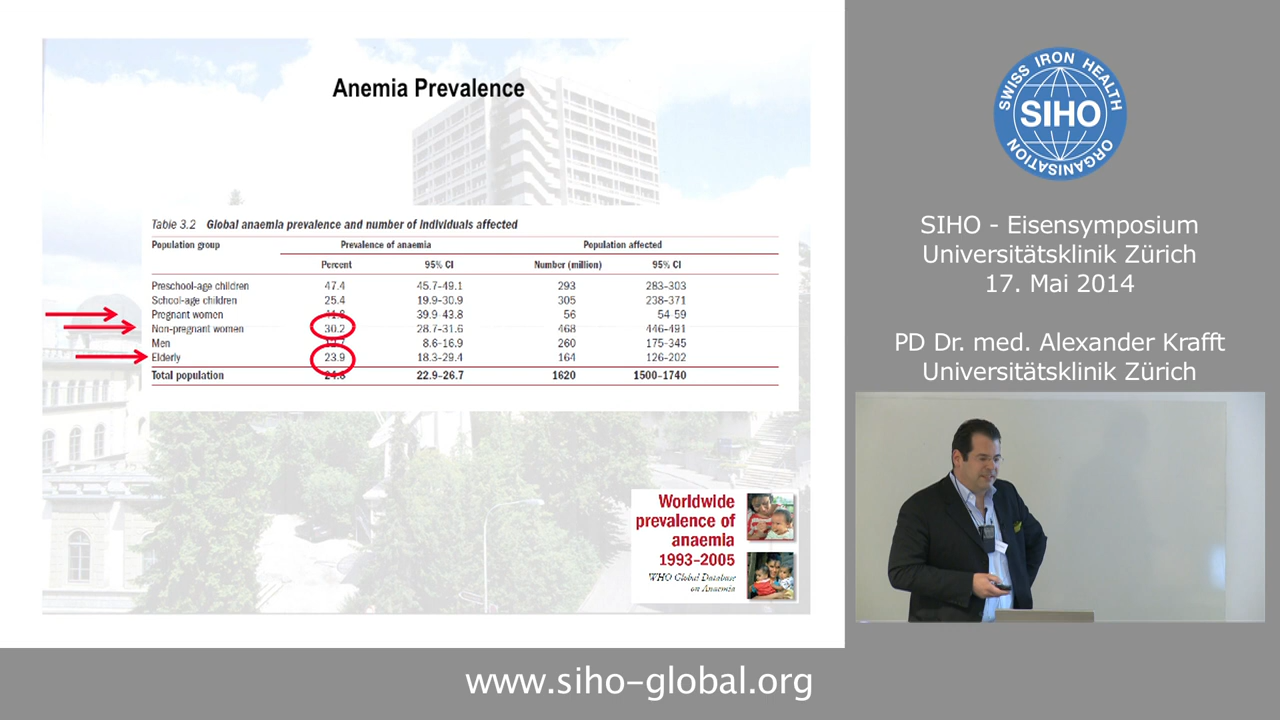 Anemia Prevalence
Table 3.2 Global anaemia prevalence and number of individuals affected
Population group Prevalence of anaemia Population affected
Percent 95% CI Number (million) 95% CI
Preschool-age children 47.4 45.7–49.1 293 283–303
School-age children 25.4 19.9–30.9 305 238–371
Pregnant women 39.9–43.8 56 54–59
Non-pregnant women 30.2 28.7–31.6 468 446–491
Men 8.6–16.9 260 175–345
Elderly 23.9 18.3–29.4 164 126–202
Total population 24.8 22.9–26.7 1620 1500–1740
Worldwide
prevalence of
anaemia
1993–2005
WHO Global Database
on Anaemia
SWISS IRON HEALTH
SIHO
ORGANISATION
SIHO - Eisensymposium
Universitätsklinik Zürich
17. Mai 2014
PD Dr. med. Alexander Krafft
Universitätsklinik Zürich
www.siho-global.org